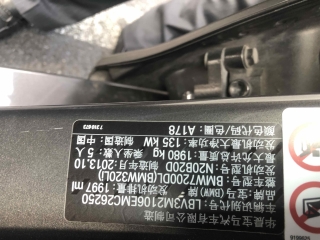 华晨宝马汽车有限公司制造
车辆识别代号: LBV3M2106EMC26250
品牌: 宝马 (BMW) 发动机排量: 1997 ml
整车型号: BMW7200DL(BMW320Li)
发动机型号: N20B20D 制造年月: 2013.10
最大允许总质量: 1980 kg 乘坐人数: 5 人
发动机最大净功率: 135 kW 制造国: 中国
颜色代码/色: A178